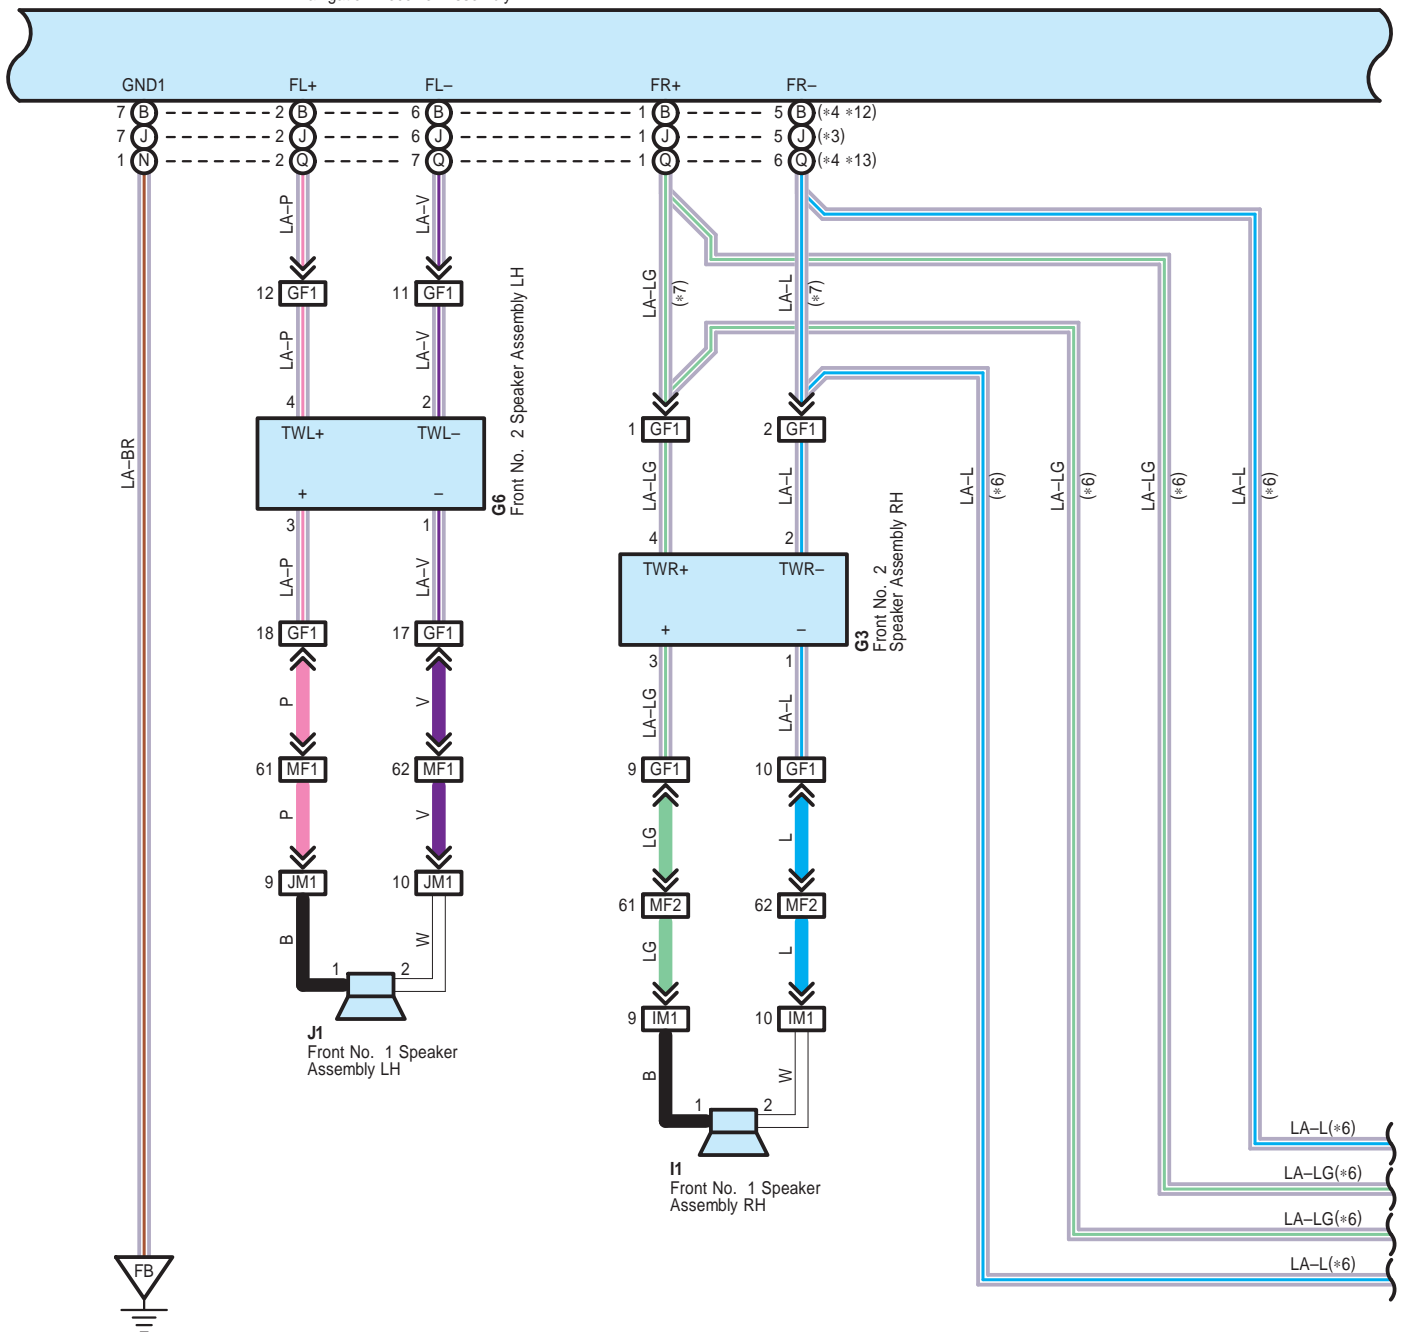 GND1 FL+ FL– FR+ FR–
7 B 2 B 6 B 1 B 5 B (*4 *12)
7 J 2 J 6 J 1 J 5 J (*3)
1 N 2 Q 7 Q 1 Q 6 Q (*4 *13)
LA–P LA–V
12 GF1 11 GF1
LA–LG (*7) LA–L (*7)
LA–P LA–V
4 2
TWL+ TWL–
+ –
G6
Front No. 2 Speaker Assembly LH
1 GF1 2 GF1
LA–BR
LA–LG LA–L
LA–L (*6) LA–LG (*6) LA–LG (*6) LA–L (*6)
3 1
LA–P LA–V
4 2
TWR+ TWR–
+ –
G3
Front No. 2
Speaker Assembly RH
18 GF1 17 GF1
3 1
P V
LA–LG LA–L
61 MF1 62 MF1
9 GF1 10 GF1
P V
LG L
9 JM1 10 JM1
61 MF2 62 MF2
B W
LG L
1 2
J1
Front No. 1 Speaker
Assembly LH
9 IM1 10 IM1
B W
1 2
I1
Front No. 1 Speaker
Assembly RH
LA–L(*6)
LA–LG(*6)
LA–LG(*6)
LA–L(*6)
FB